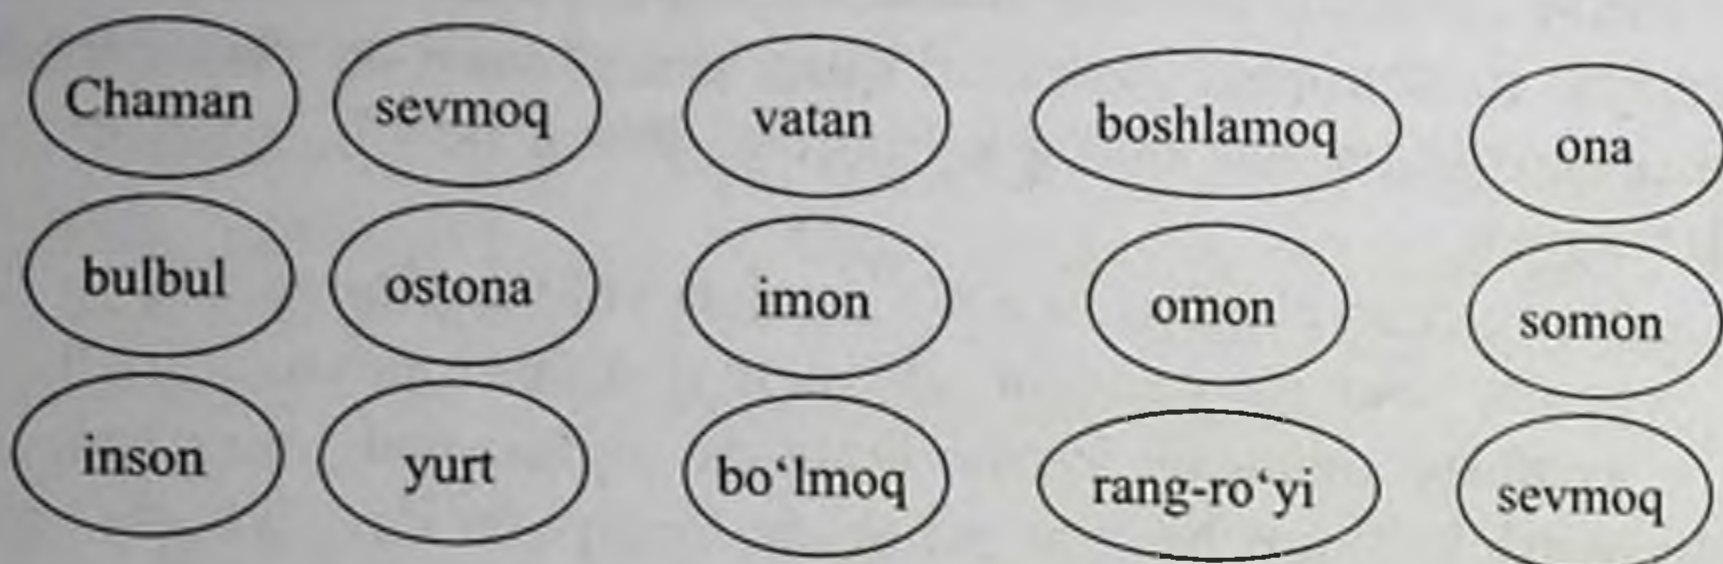 Chaman sevmoq vatan boshlamoq ona
bulbul ostona imon omon somon
inson yurt bo‘lmoq rang-ro‘yi sevmoq